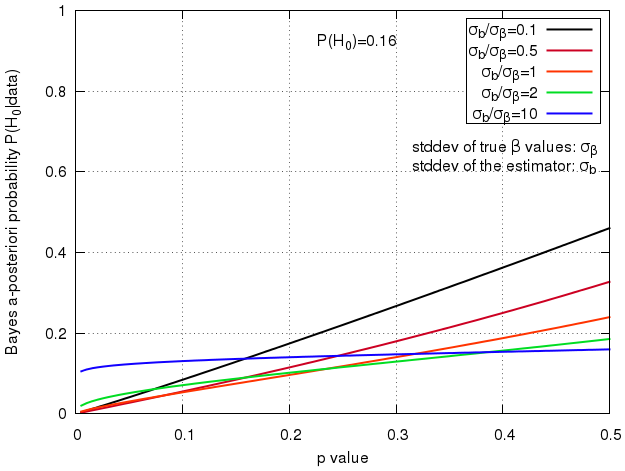 1
0.8
0.6
0.4
0.2
0
0
0.1
0.2
0.3
0.4
0.5
Bayes a-posteriori probability P(H₀|data)
p value
P(H₀)=0.16
σb/σβ=0.1
σb/σβ=0.5
σb/σβ=1
σb/σβ=2
σb/σβ=10
stddev of true β values: σβ
stddev of the estimator: σb